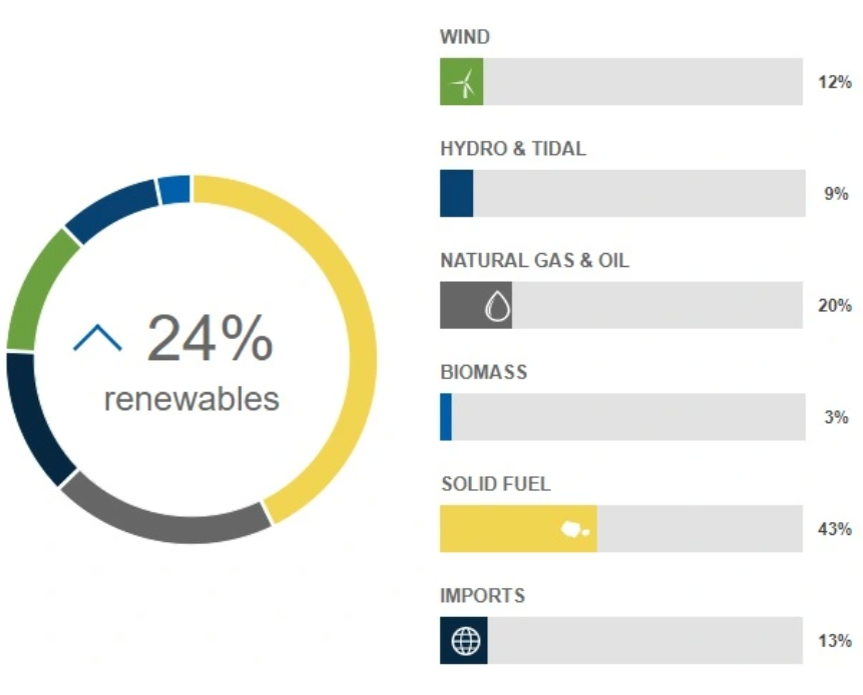 WIND
12%
HYDRO & TIDAL
9%
NATURAL GAS & OIL
20%
24%
renewables
BIOMASS
3%
SOLID FUEL
43%
IMPORTS
13%